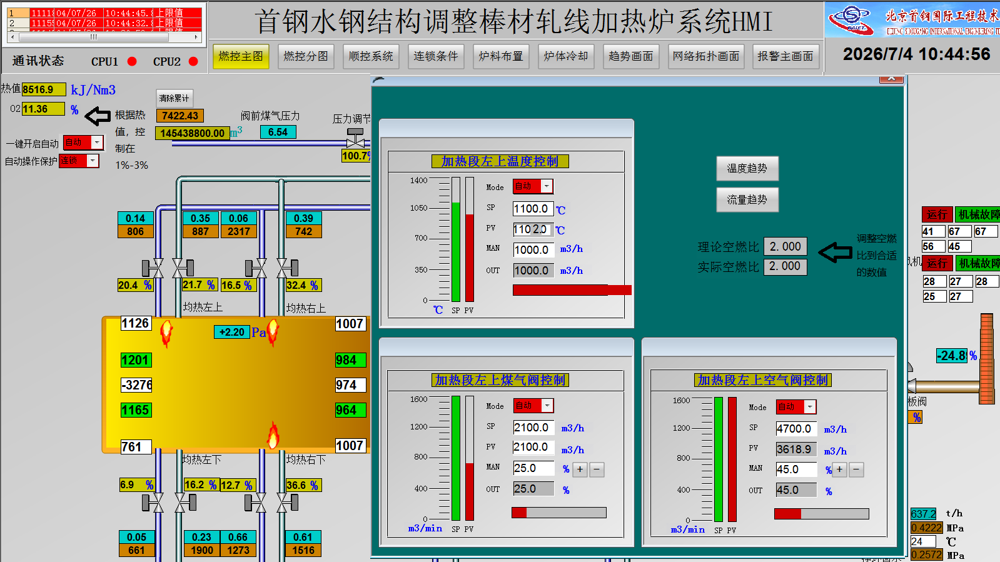 首钢水钢结构调整棒材轧线加热炉系统HMI
1 1111 04/07/26 10:44:45. 上限值
2 1115 04/07/26 10:44:32. 上限值
北京首钢国际工程技术
BEIJING SHOUGANG INTERNATIONAL ENGINEERING TE
BSIET
通讯状态 CPU1 CPU2
燃控主图 燃控分图 顺控系统 连锁条件 炉料布置 炉体冷却 趋势画面 网络拓扑画面 报警主画面
2026/7/4 10:44:56
热值 8516.9 kJ/Nm3
O2 11.36 %
根据热
值，控
制在
1%-3%
清除累计
7422.43
145438800.00 m3
阀前煤气压力
6.54
压力调节
100.7%
一键开启自动 自动
自动操作保护 连锁
0.14 0.35 0.06 0.39
806 887 2317 742
20.4 % 21.7 % 16.5 % 32.4 %
均热左上 均热右上
1126 +2.20 Pa 1007
1201 984
-3276 974
1165 964
761 1007
均热左下 均热右下
6.9 % 16.2 % 12.7 % 36.6 %
0.05 0.23 0.66 0.61
661 1900 1273 1516
加热段左上温度控制
1400
1050
700
350
0
℃ SP PV
Mode 自动
SP 1100.0 ℃
PV 1102.0 ℃
MAN 1000.0 m3/h
OUT 1000.0 m3/h
温度趋势
流量趋势
理论空燃比 2.000
实际空燃比 2.000
调整空燃
比到合适
的数值
加热段左上煤气阀控制
1600
1200
800
400
0
m3/min SP PV
Mode 自动
SP 2100.0 m3/h
PV 2100.0 m3/h
MAN 25.0 % + −
OUT 25.0 %
加热段左上空气阀控制
1600
1200
800
400
0
m3/min SP PV
Mode 自动
SP 4700.0 m3/h
PV 3618.9 m3/h
MAN 45.0 % + −
OUT 45.0 %
运行 机械故障
41 67 67
56 45
风机 运行 机械故障
28 27 28
25 27
-24.8 %
板阀
%
637.2 t/h
0.4222 MPa
24 ℃
0.2572 MPa